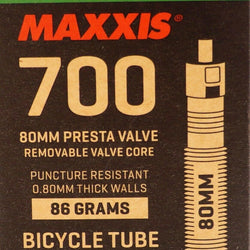 MAXXIS
700
80MM PRESTA VALVE
REMOVABLE VALVE CORE
PUNCTURE RESISTANT
0.80MM THICK WALLS
86 GRAMS
BICYCLE TUBE
80MM